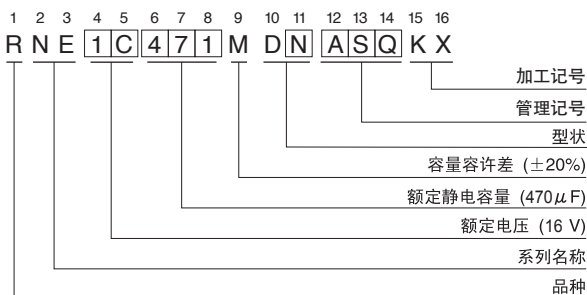 1 2 3 4 5 6 7 8 9 10 11 12 13 14 15 16
R N E 1 C 4 7 1 M D N A S Q K X
加工记号
管理记号
型状
容量容许差 (±20%)
额定静电容量 (470μF)
额定电压 (16 V)
系列名称
品种